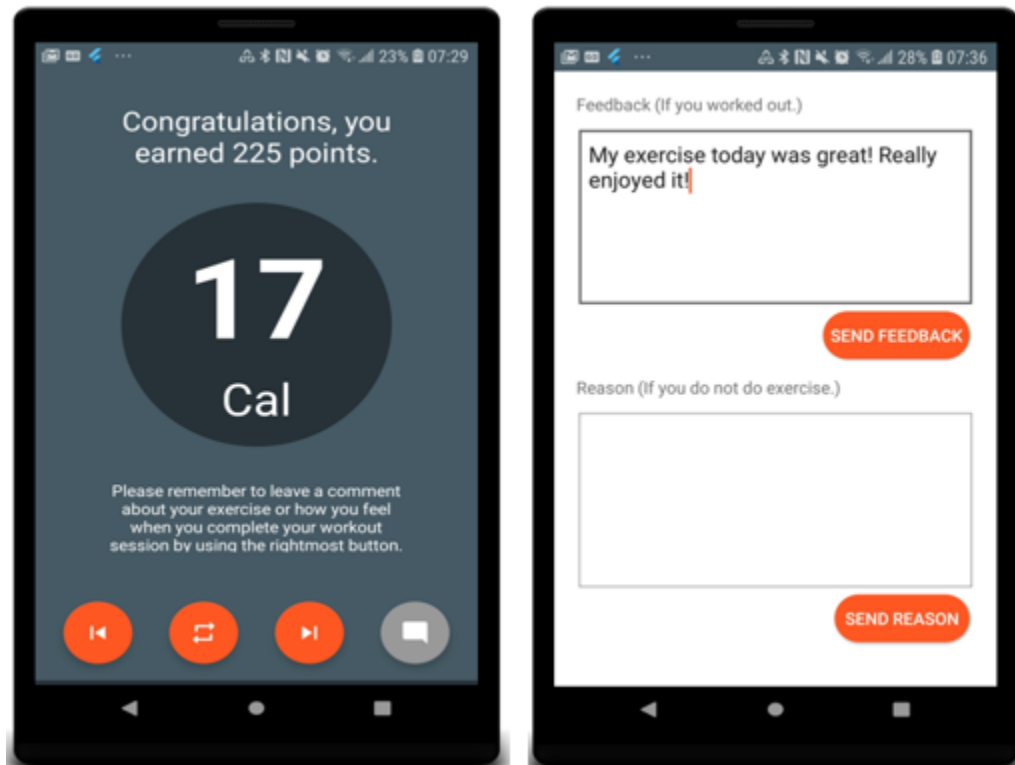 23% 07:29
Congratulations, you
earned 225 points.
17
Cal
Please remember to leave a comment
about your exercise or how you feel
when you complete your workout
session by using the rightmost button.
28% 07:36
Feedback (If you worked out.)
My exercise today was great! Really
enjoyed it!
SEND FEEDBACK
Reason (If you do not do exercise.)
SEND REASON